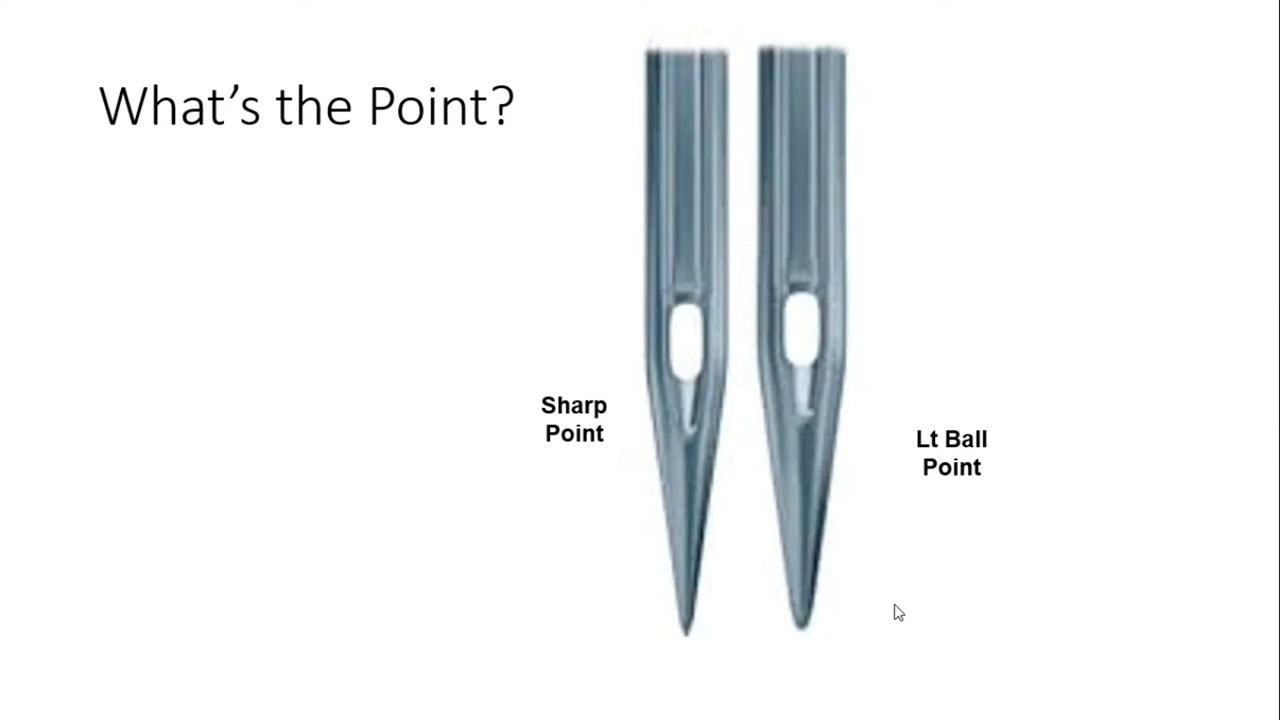 What’s the Point?
Sharp
Point
Lt Ball
Point